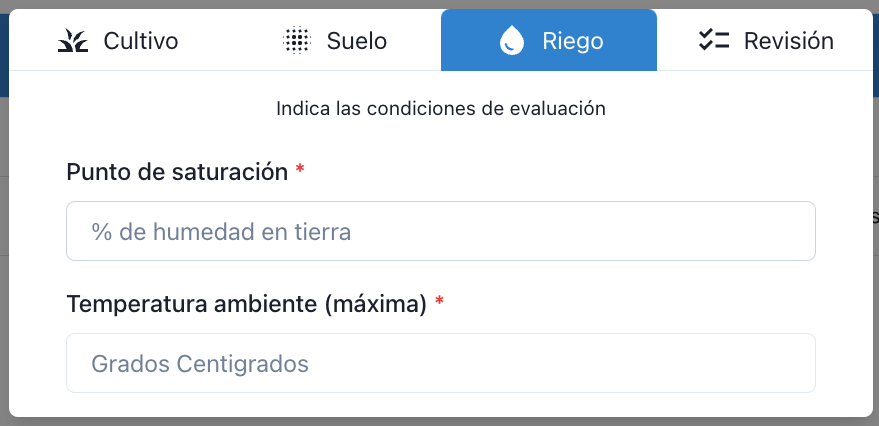 Cultivo
Suelo
Riego
Revisión
Indica las condiciones de evaluación
Punto de saturación *
% de humedad en tierra
Temperatura ambiente (máxima) *
Grados Centigrados